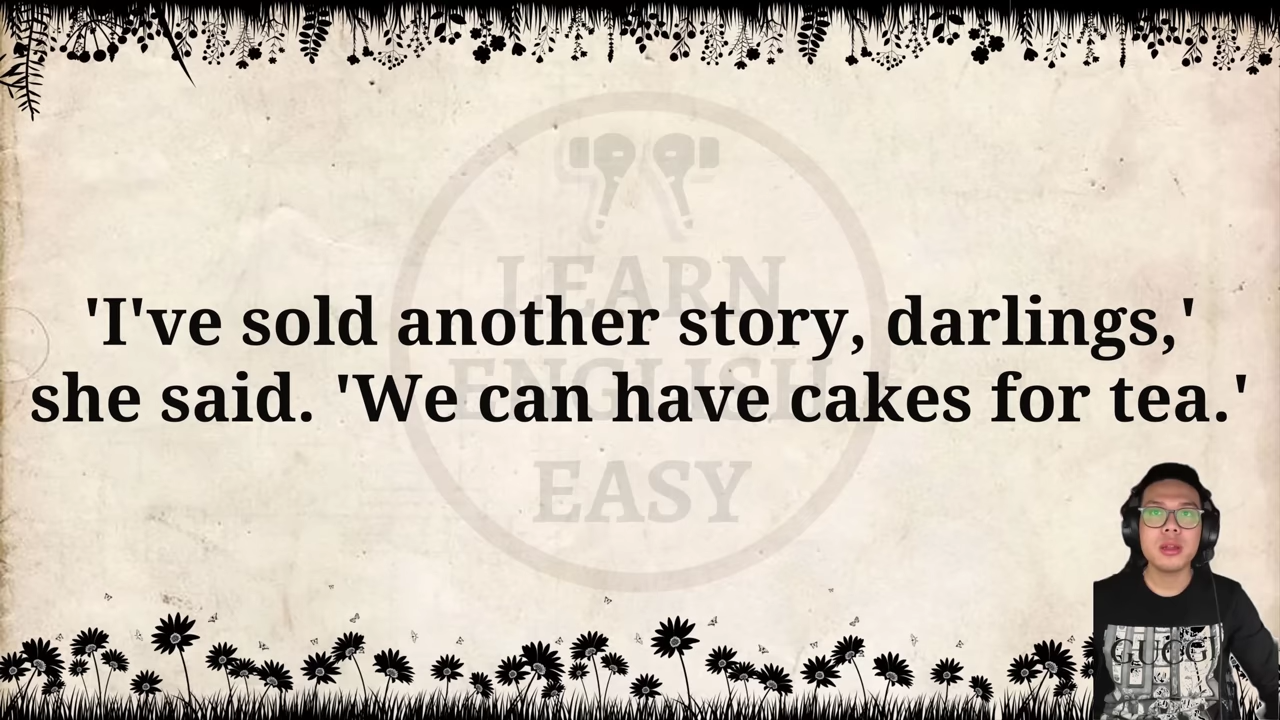 'I've sold another story, darlings,'
she said. 'We can have cakes for tea.'
LEARN
ENGLISH
EASY
GUCCI